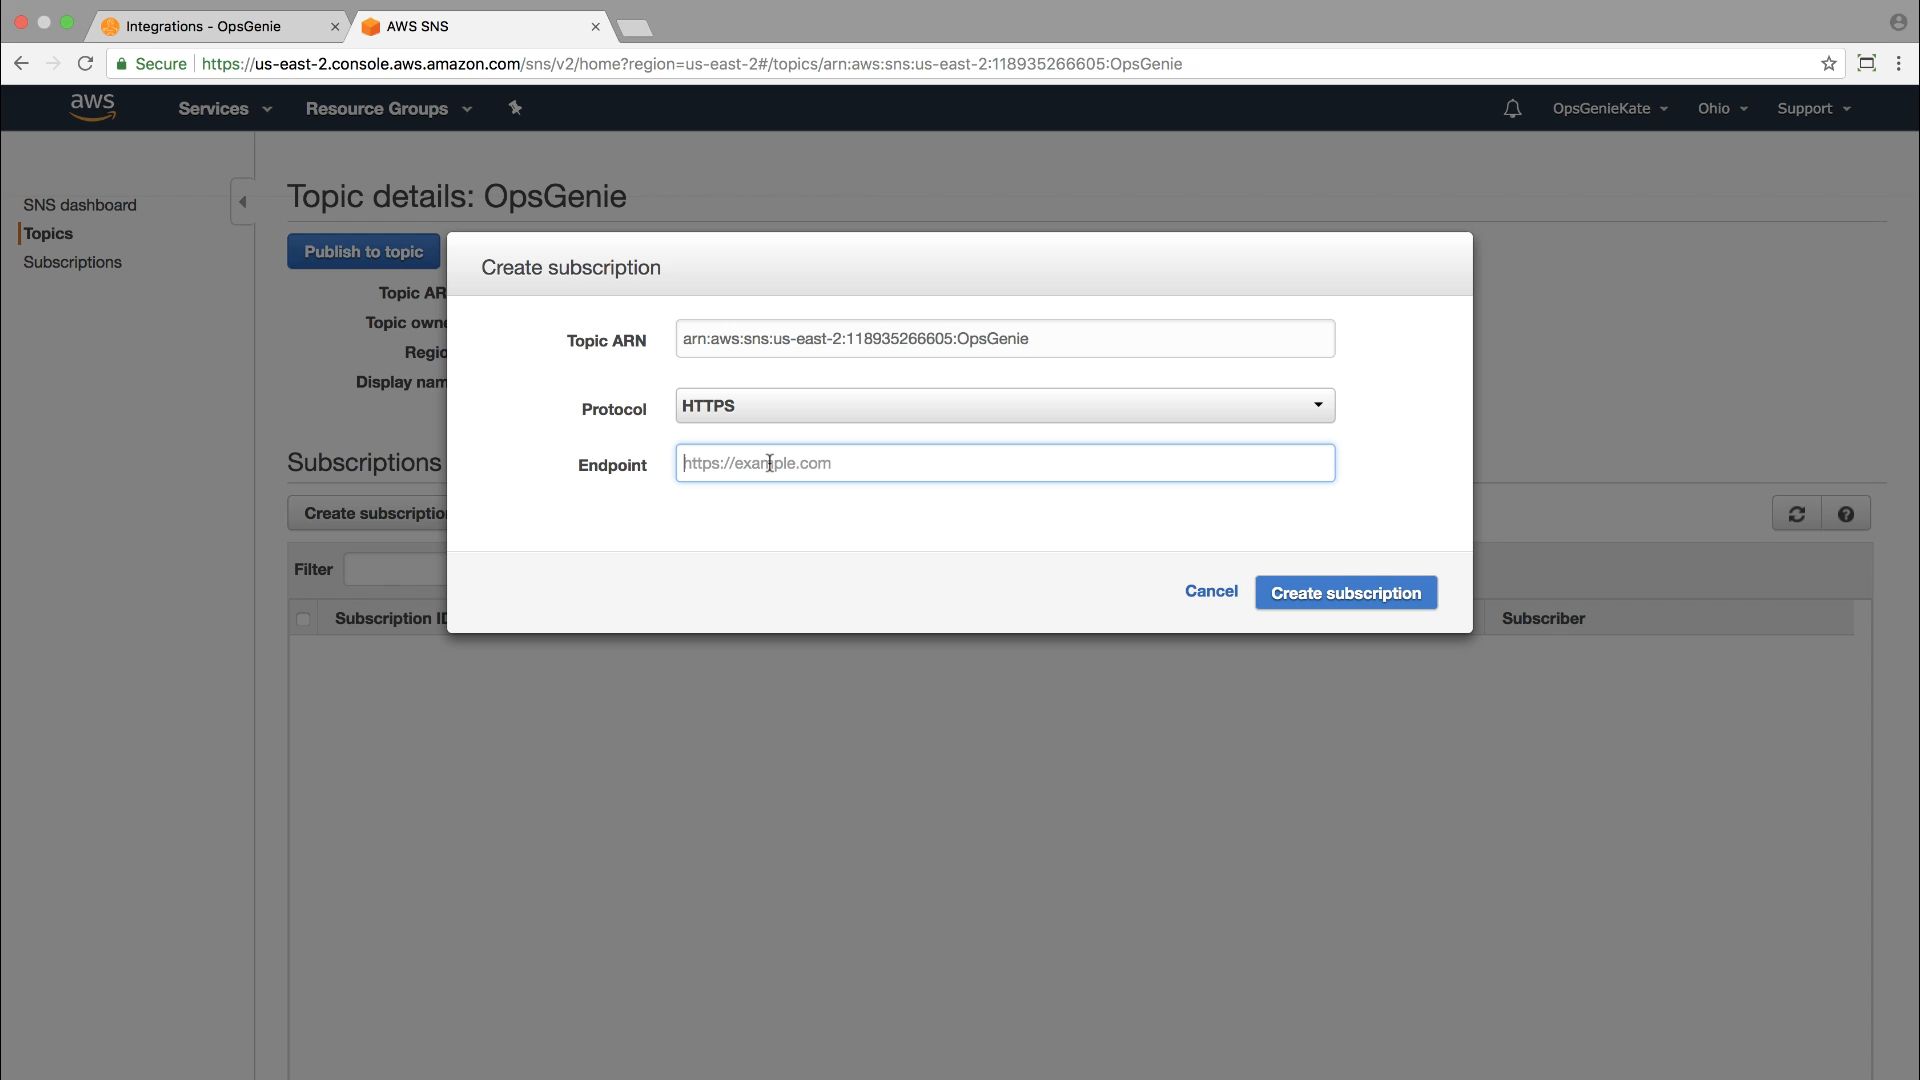 Integrations - OpsGenie
AWS SNS
Secure
https://us-east-2.console.aws.amazon.com/sns/v2/home?region=us-east-2#/topics/arn:aws:sns:us-east-2:118935266605:OpsGenie
aws
Services
Resource Groups
OpsGenieKate
Ohio
Support
SNS dashboard
Topics
Subscriptions
Topic details: OpsGenie
Publish to topic
Topic AR
Topic owne
Regio
Display nam
Subscriptions
Create subscriptio
Filter
Subscription ID
Subscriber
Create subscription
Topic ARN
arn:aws:sns:us-east-2:118935266605:OpsGenie
Protocol
HTTPS
Endpoint
https://example.com
Cancel
Create subscription